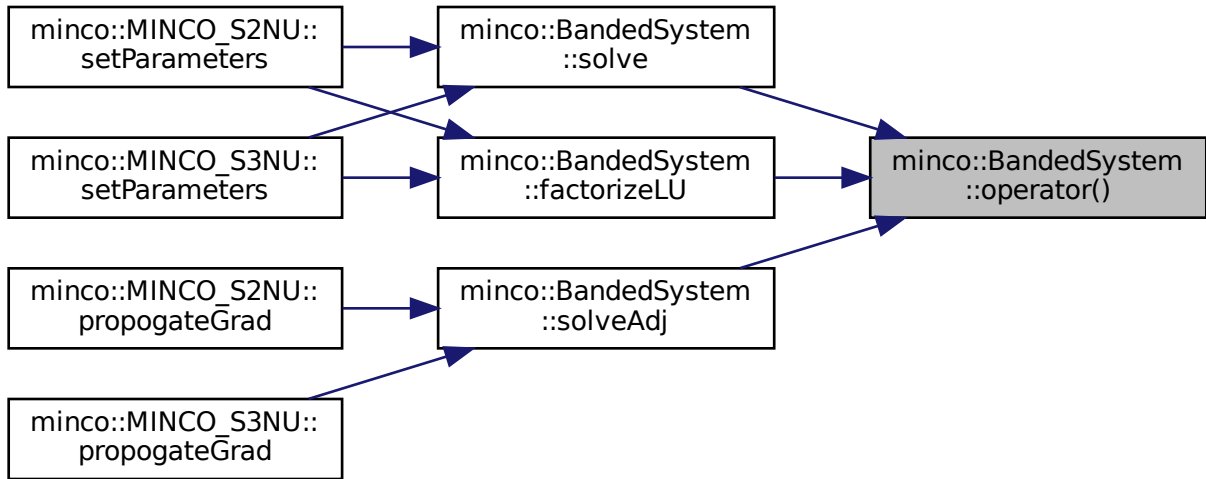 minco::MINCO_S2NU::
setParameters
minco::BandedSystem
::solve
minco::MINCO_S3NU::
setParameters
minco::BandedSystem
::factorizeLU
minco::BandedSystem
::operator()
minco::MINCO_S2NU::
propogateGrad
minco::BandedSystem
::solveAdj
minco::MINCO_S3NU::
propogateGrad